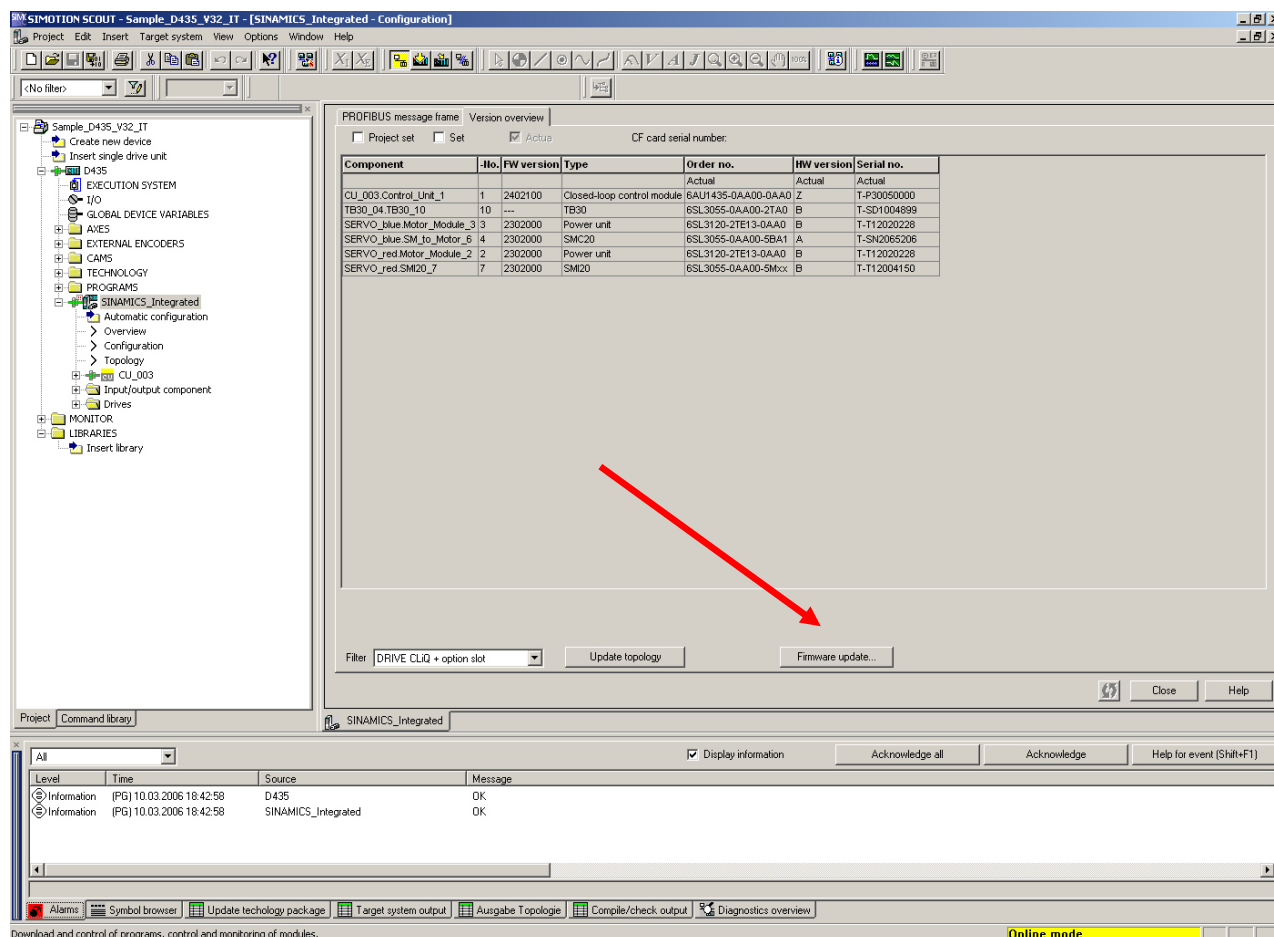 SIMOTION SCOUT - Sample_D435_V32_IT - [SINAMICS_Integrated - Configuration]
Project Edit Insert Target system View Options Window Help
<No filter>
Sample_D435_V32_IT
Create new device
Insert single drive unit
D435
EXECUTION SYSTEM
I/O
GLOBAL DEVICE VARIABLES
AXES
EXTERNAL ENCODERS
CAMS
TECHNOLOGY
PROGRAMS
SINAMICS_Integrated
Automatic configuration
Overview
Configuration
Topology
CU_003
Input/output component
Drives
MONITOR
LIBRARIES
Insert library
Project Command library
PROFIBUS message frame Version overview
Project set Set Actua CF card serial number:
Component -No. FW version Type Order no. HW version Serial no.
Actual Actual Actual
CU_003.Control_Unit_1 1 2402100 Closed-loop control module 6AU1435-0AA00-0AA0 Z T-P30050000
TB30_04.TB30_10 10 --- TB30 6SL3055-0AA00-2TA0 B T-SD1004899
SERVO_blue.Motor_Module_3 3 2302000 Power unit 6SL3120-2TE13-0AA0 B T-T12020228
SERVO_blue.SM_to_Motor_6 4 2302000 SMC20 6SL3055-0AA00-5BA1 A T-SN2065206
SERVO_red.Motor_Module_2 2 2302000 Power unit 6SL3120-2TE13-0AA0 B T-T12020228
SERVO_red.SMI20_7 7 2302000 SMI20 6SL3055-0AA00-5Mxx B T-T12004150
Filter DRIVE CLiQ + option slot Update topology Firmware update...
Close Help
SINAMICS_Integrated
All Display information Acknowledge all Acknowledge Help for event (Shift+F1)
Level Time Source Message
Information (PG) 10.03.2006 18:42:58 D435 OK
Information (PG) 10.03.2006 18:42:58 SINAMICS_Integrated OK
Alarms Symbol browser Update techology package Target system output Ausgabe Topologie Compile/check output Diagnostics overview
Download and control of programs, control and monitoring of modules. Online mode